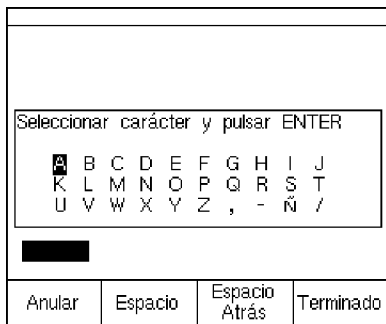 Seleccionar carácter y pulsar ENTER
A B C D E F G H I J
K L M N O P Q R S T
U V W X Y Z , - Ñ /
Anular Espacio Espacio Atrás Terminado